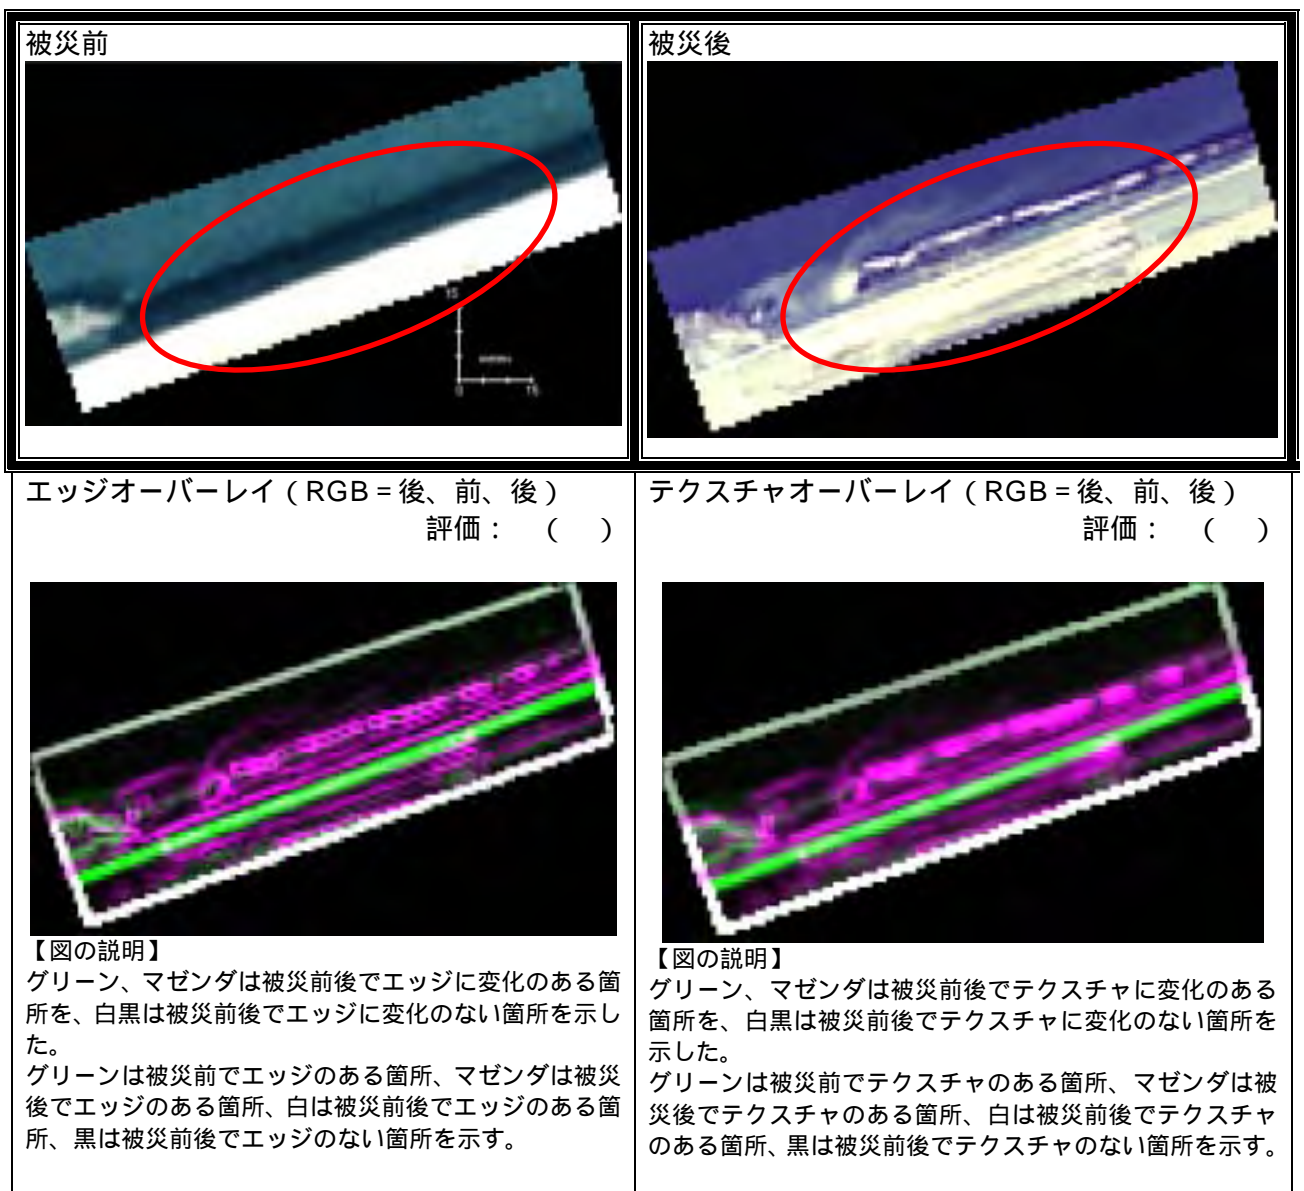 被災前
被災後
15
0
15
エッジオーバーレイ（RGB＝後、前、後）
評価：　（　）
テクスチャオーバーレイ（RGB＝後、前、後）
評価：　（　）
【図の説明】
グリーン、マゼンダは被災前後でエッジに変化のある箇
所を、白黒は被災前後でエッジに変化のない箇所を示し
た。
グリーンは被災前でエッジのある箇所、マゼンダは被災
後でエッジのある箇所、白は被災前後でエッジのある箇
所、黒は被災前後でエッジのない箇所を示す。
【図の説明】
グリーン、マゼンダは被災前後でテクスチャに変化のある
箇所を、白黒は被災前後でテクスチャに変化のない箇所を
示した。
グリーンは被災前でテクスチャのある箇所、マゼンダは被
災後でテクスチャのある箇所、白は被災前後でテクスチャ
のある箇所、黒は被災前後でテクスチャのない箇所を示す。